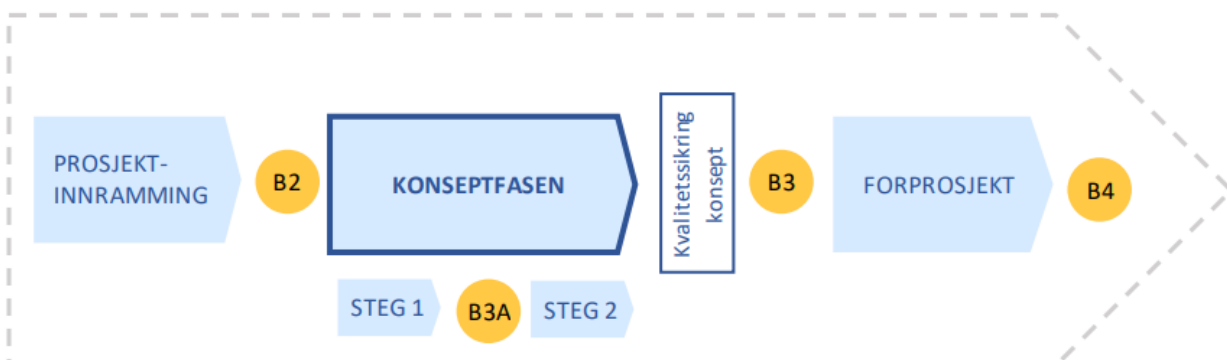 PROSJEKT-
INNRAMMING
B2
KONSEPTFASEN
Kvalitetssikring
konsept
B3
FORPROSJEKT
B4
STEG 1
B3A
STEG 2